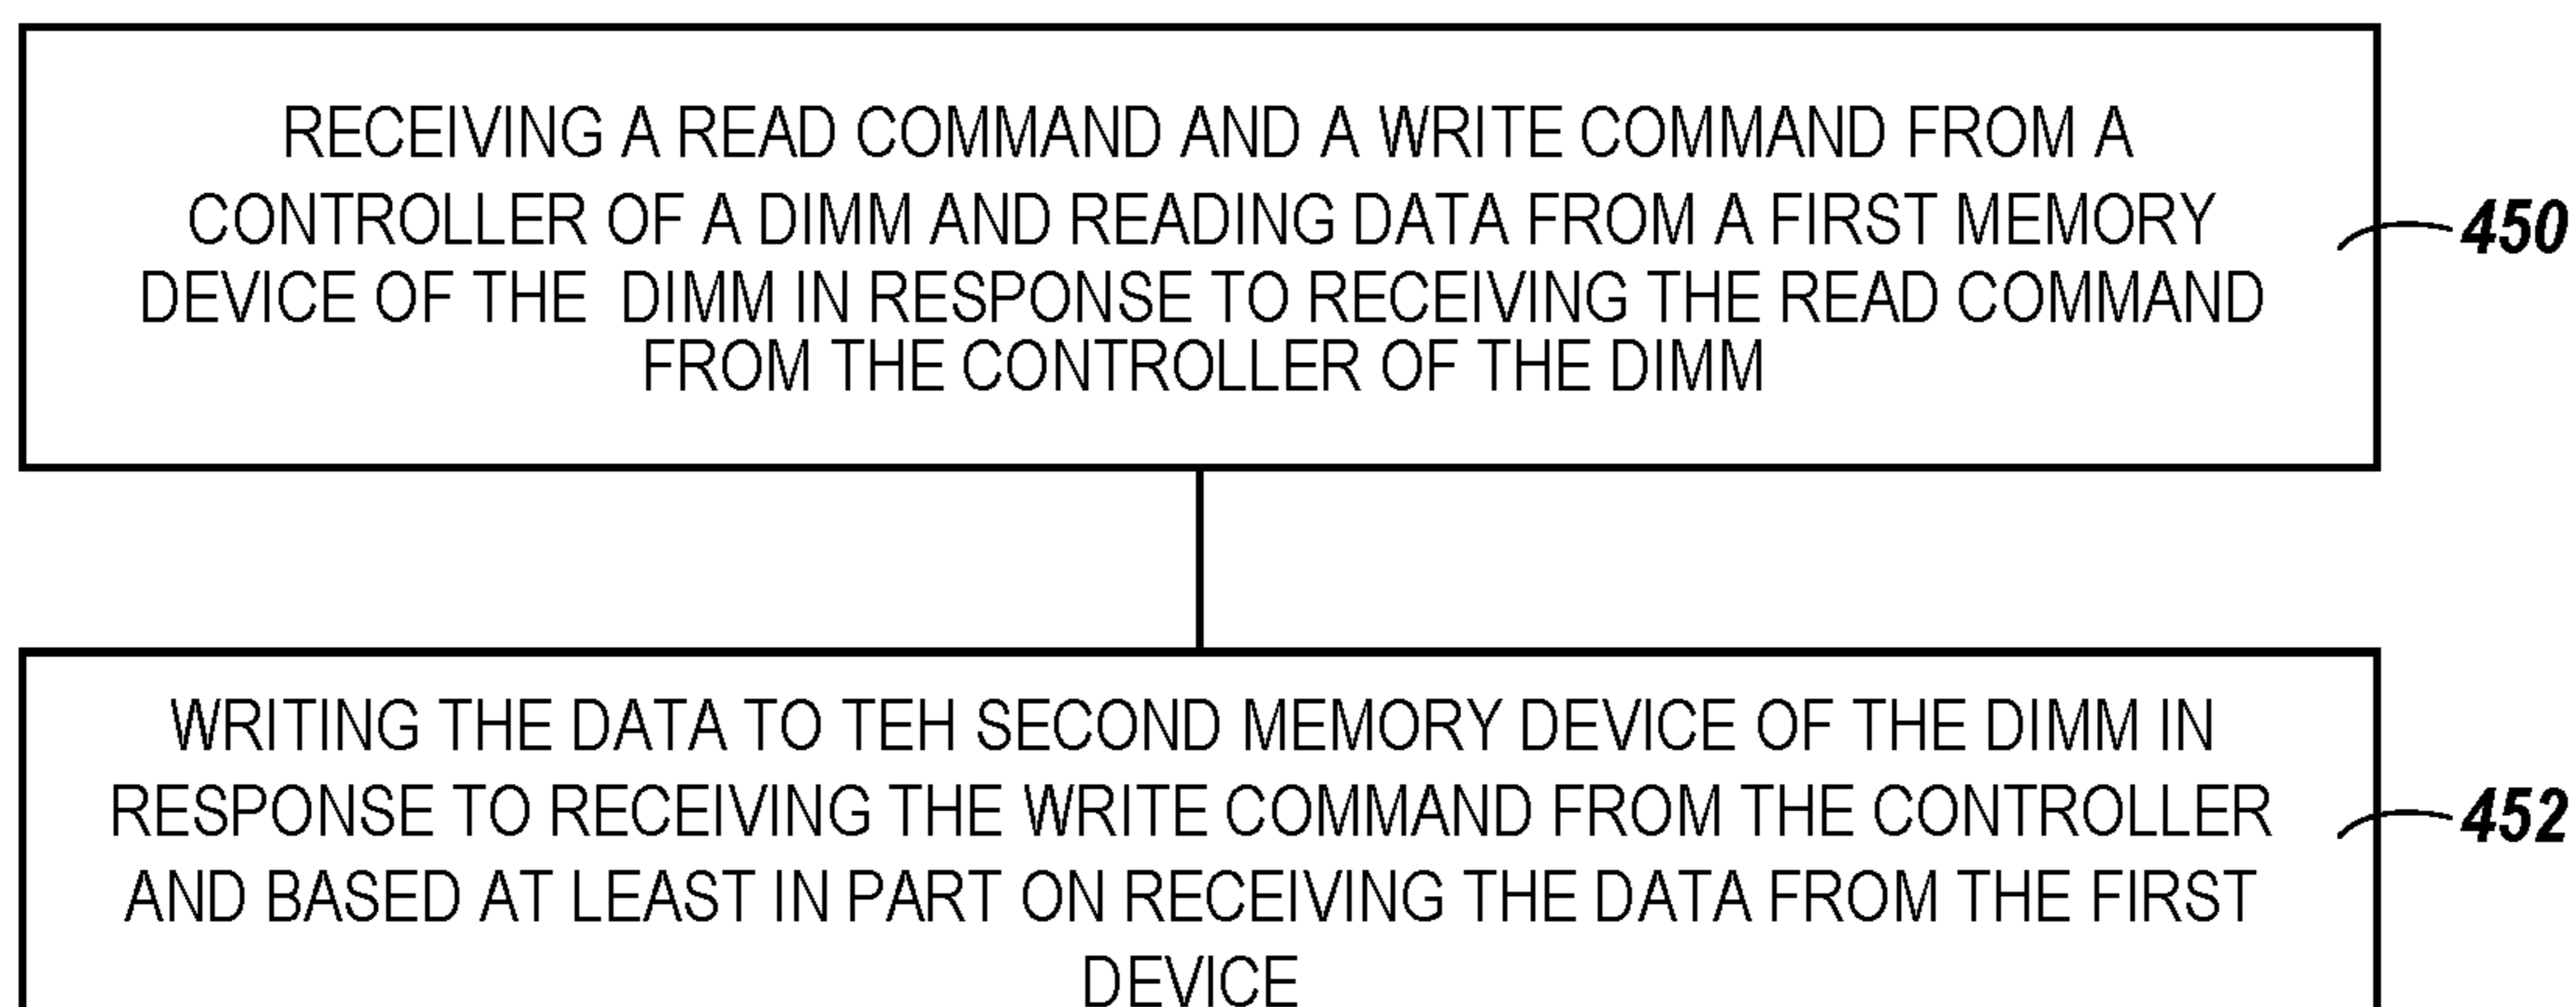 RECEIVING A READ COMMAND AND A WRITE COMMAND FROM A
CONTROLLER OF A DIMM AND READING DATA FROM A FIRST MEMORY
DEVICE OF THE DIMM IN RESPONSE TO RECEIVING THE READ COMMAND
FROM THE CONTROLLER OF THE DIMM
450
WRITING THE DATA TO TEH SECOND MEMORY DEVICE OF THE DIMM IN
RESPONSE TO RECEIVING THE WRITE COMMAND FROM THE CONTROLLER
AND BASED AT LEAST IN PART ON RECEIVING THE DATA FROM THE FIRST
DEVICE
452